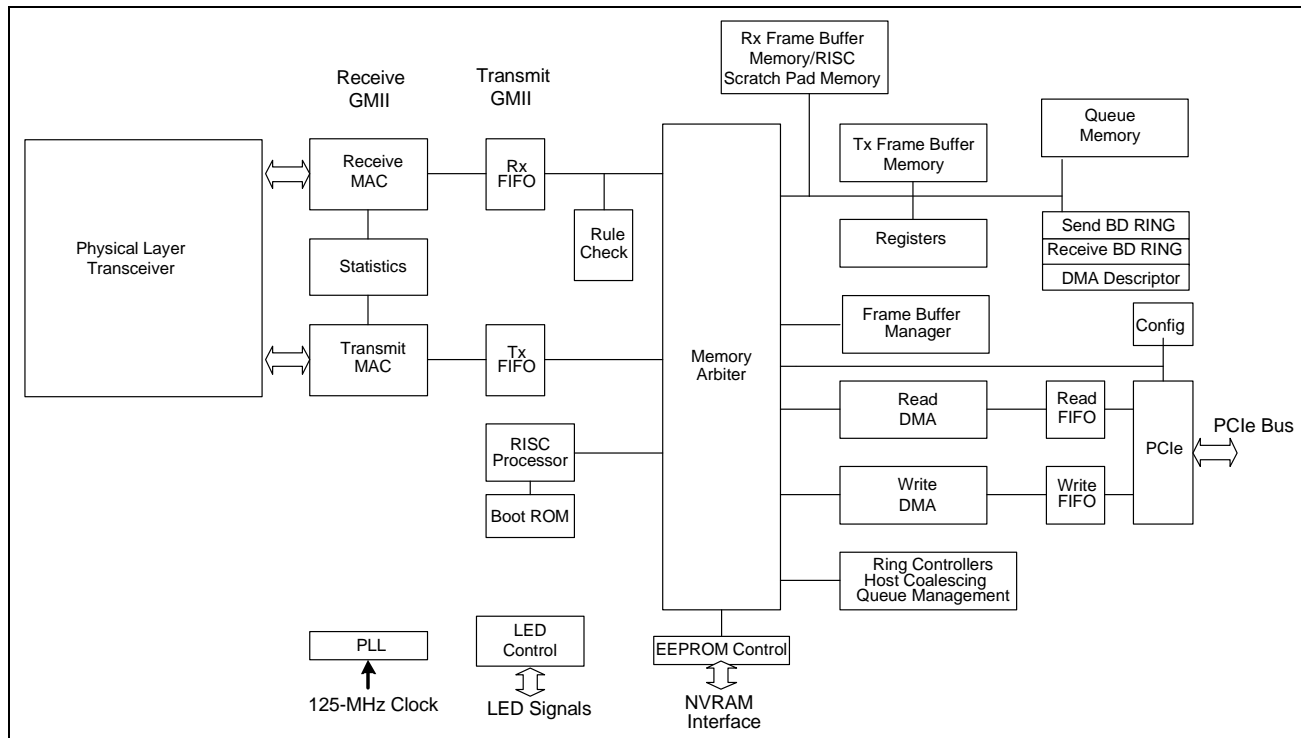 Rx Frame Buffer
Memory/RISC
Scratch Pad Memory
Receive
GMII
Transmit
GMII
Queue
Memory
Physical Layer
Transceiver
Receive
MAC
Rx
FIFO
Rule
Check
Tx Frame Buffer
Memory
Registers
Send BD RING
Receive BD RING
DMA Descriptor
Statistics
Transmit
MAC
Tx
FIFO
Memory
Arbiter
Frame Buffer
Manager
Config
Read
DMA
Read
FIFO
PCIe
PCIe Bus
RISC
Processor
Boot ROM
Write
DMA
Write
FIFO
Ring Controllers
Host Coalescing
Queue Management
PLL
125-MHz Clock
LED
Control
LED Signals
EEPROM Control
NVRAM
Interface